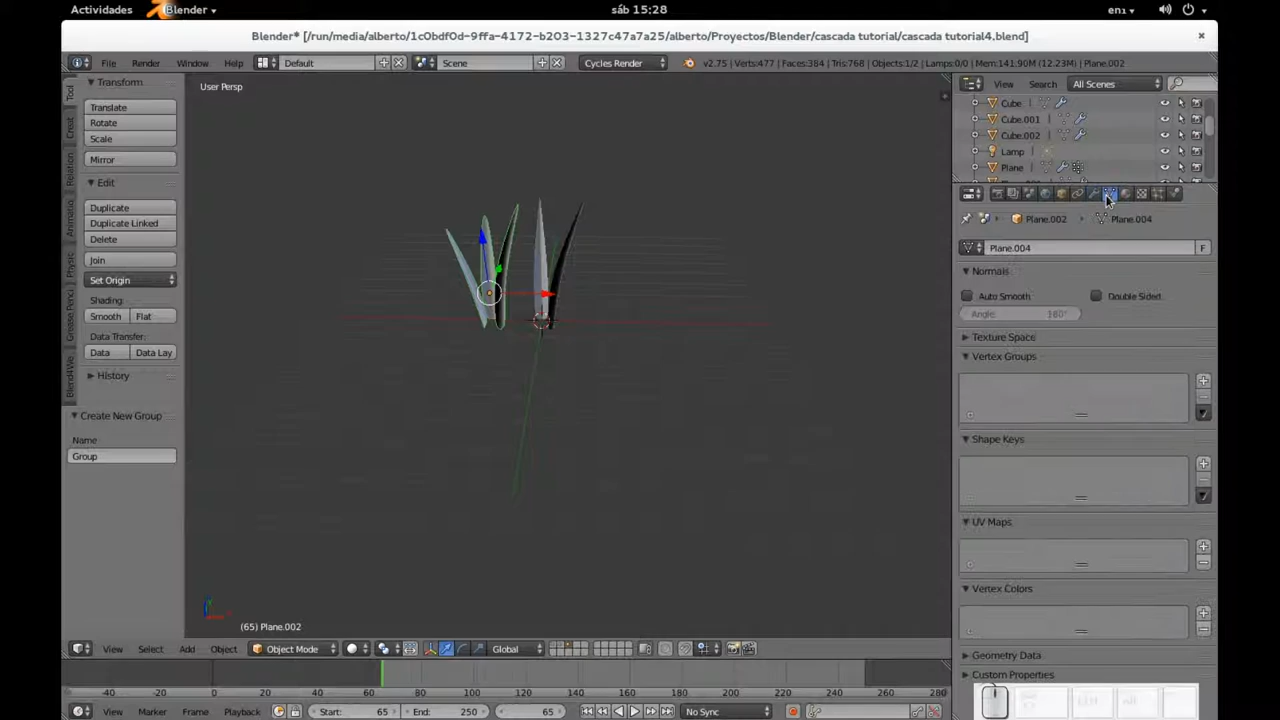 Actividades
Blender
sáb 15:28
en₁
Blender* [/run/media/alberto/1c0bdf0d-9ffa-4172-b203-1327c47a7a25/alberto/Proyectos/Blender/cascada tutorial/cascada tutorial4.blend]
File Render Window Help
Default
Scene
Cycles Render
v2.75 | Verts:477 | Faces:384 | Tris:768 | Objects:1/2 | Lamps:0/0 | Mem:141.90M (12.23M) | Plane.002
Transform
Translate
Rotate
Scale
Mirror
Edit
Duplicate
Duplicate Linked
Delete
Join
Set Origin
Shading:
Smooth Flat
Data Transfer:
Data Data Lay
History
Create New Group
Name
Group
Tool
Creat
Relation
Animatio
Physic
Grease Penci
Blend4We
User Persp
(65) Plane.002
View Search All Scenes
Cube
Cube.001
Cube.002
Lamp
Plane
Plane.002 Plane.004
Plane.004 F
Normals
Auto Smooth Double Sided
Angle: 180°
Texture Space
Vertex Groups
Shape Keys
UV Maps
Vertex Colors
Geometry Data
Custom Properties
View Select Add Object
Object Mode
Global
-40 -20 0 20 40 60 80 100 120 140 160 180 200 220 240 260 280
View Marker Frame Playback
Start: 65 End: 250 65
No Sync